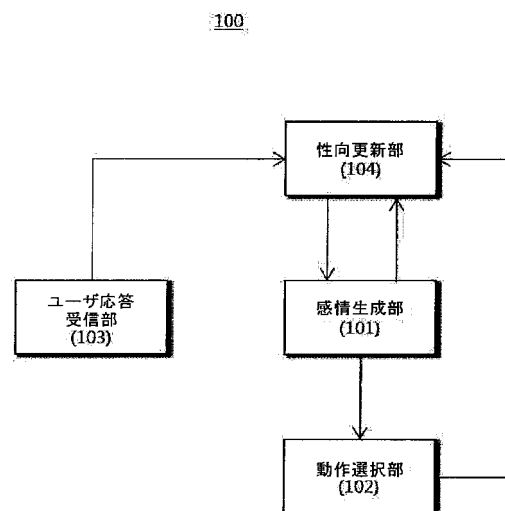 100
性向更新部
(104)
ユーザ応答
受信部
(103)
感情生成部
(101)
動作選択部
(102)